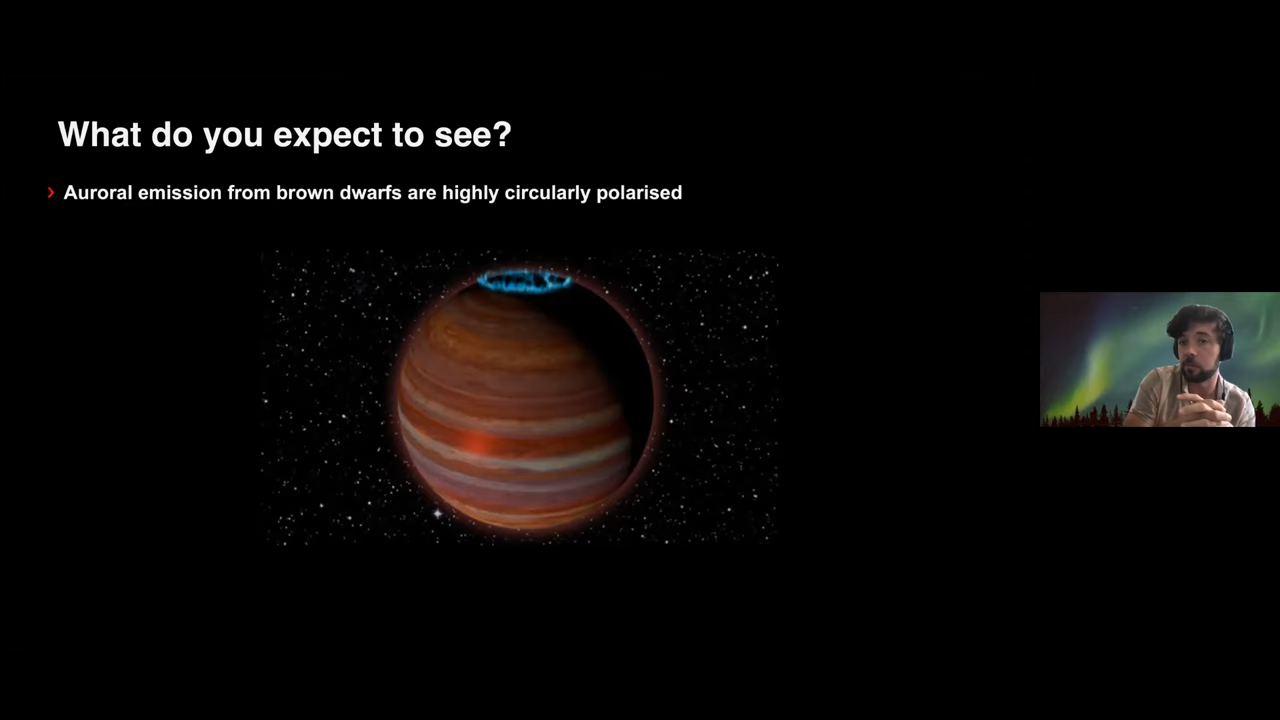 What do you expect to see?
› Auroral emission from brown dwarfs are highly circularly polarised